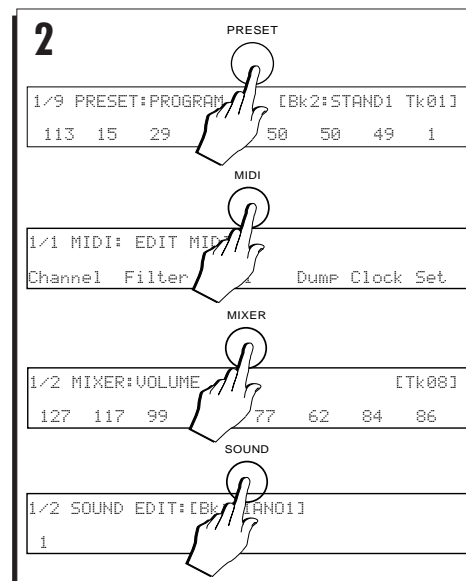 2
PRESET
1/9 PRESET:PROGRAM [Bk2:STAND1 Tk01]
113 15 29 50 50 49 1
MIDI
1/1 MIDI: EDIT MID
Channel Filter Dump Clock Set
MIXER
1/2 MIXER:VOLUME [Tk08]
127 117 99 77 62 84 86
SOUND
1/2 SOUND EDIT:[Bk IANO1]
1